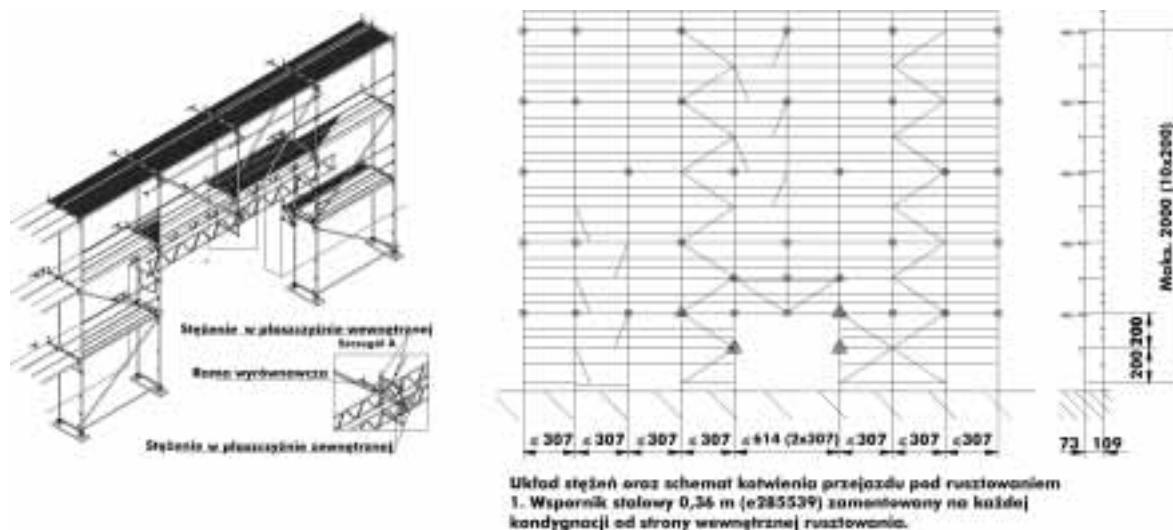 Stężenie w płaszczyźnie wewnętrznej
Szczegół A
Rama wyrównawcza
Stężenie w płaszczyźnie zewnętrznej
Maks. 2000 (10x200)
200
200
≤ 307
≤ 307
≤ 307
≤ 307
≤ 614 (2x307)
≤ 307
≤ 307
≤ 307
73
109
Układ stężeń oraz schemat kotwienia przejazdu pod rusztowaniem
1. Wspornik stalowy 0,36 m (e285539) zamontowany na każdej
kondygnacji od strony wewnętrznej rusztowania.